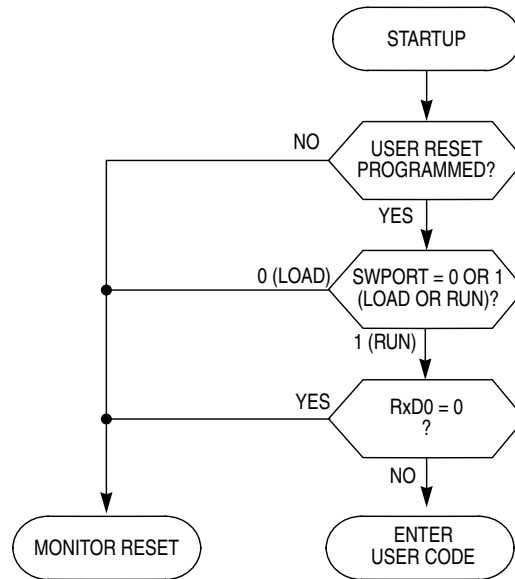 STARTUP
NO
USER RESET
PROGRAMMED?
YES
0 (LOAD)
SWPORT = 0 OR 1
(LOAD OR RUN)?
1 (RUN)
YES
RxD0 = 0
?
NO
MONITOR RESET
ENTER
USER CODE